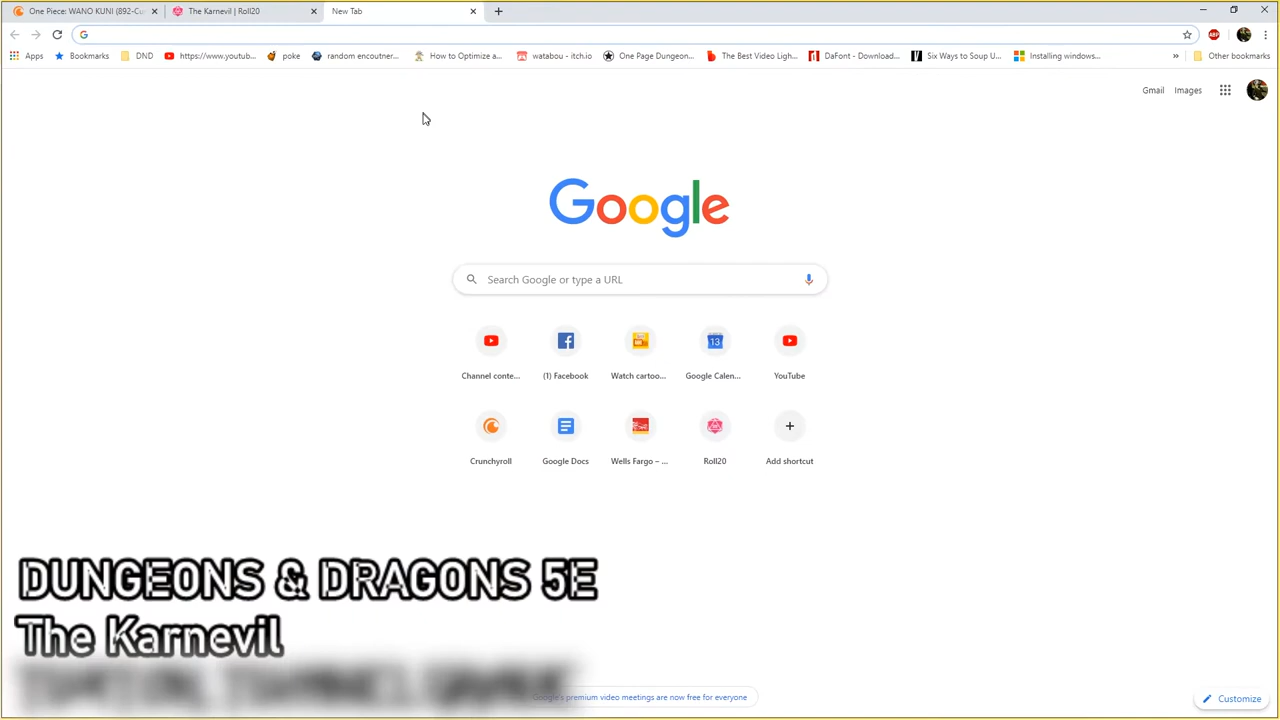 One Piece: WANO KUNI (892-Cu
The Karnevil | Roll20
New Tab
Apps
Bookmarks
DND
https://www.youtub...
poke
random encoutner...
How to Optimize a...
watabou - itch.io
One Page Dungeon...
The Best Video Ligh...
DaFont - Download...
Six Ways to Soup U...
Installing windows...
»
Other bookmarks
Gmail
Images
Google
Search Google or type a URL
Channel conte...
(1) Facebook
Watch cartoo...
Google Calen...
YouTube
Crunchyroll
Google Docs
Wells Fargo – ...
Roll20
Add shortcut
DUNGEONS & DRAGONS 5E
The Karnevil
Google's premium video meetings are now free for everyone
Customize